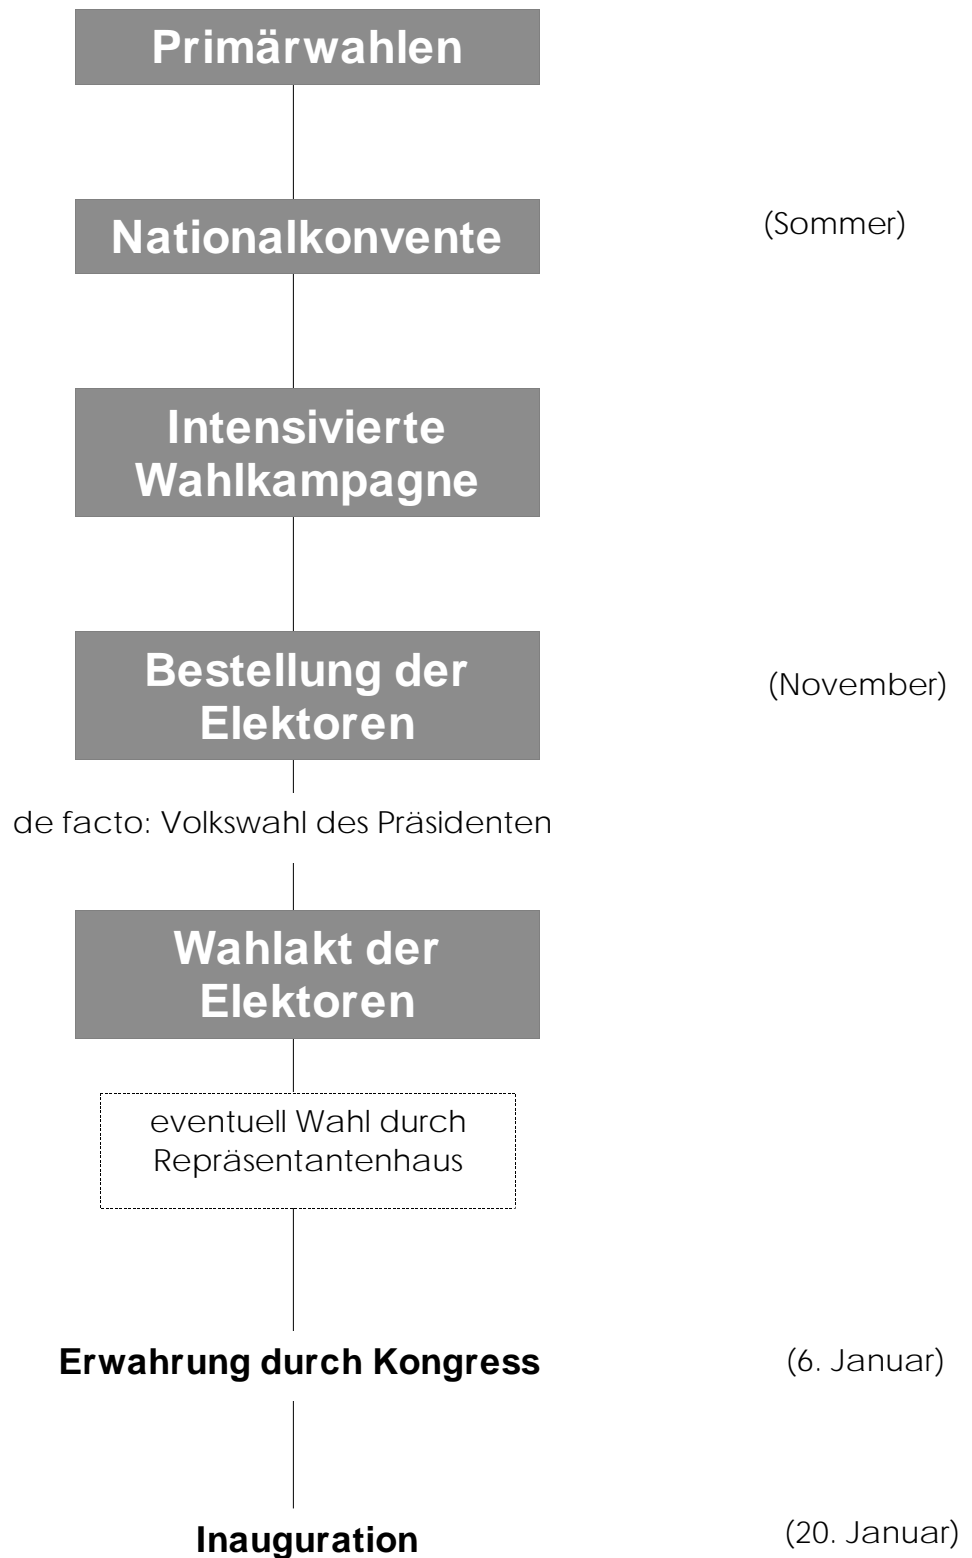 Primärwahlen
Nationalkonvente
(Sommer)
Intensivierte
Wahlkampagne
Bestellung der
Elektoren
(November)
de facto: Volkswahl des Präsidenten
Wahlakt der
Elektoren
eventuell Wahl durch
Repräsentantenhaus
Erwahrung durch Kongress
(6. Januar)
Inauguration
(20. Januar)